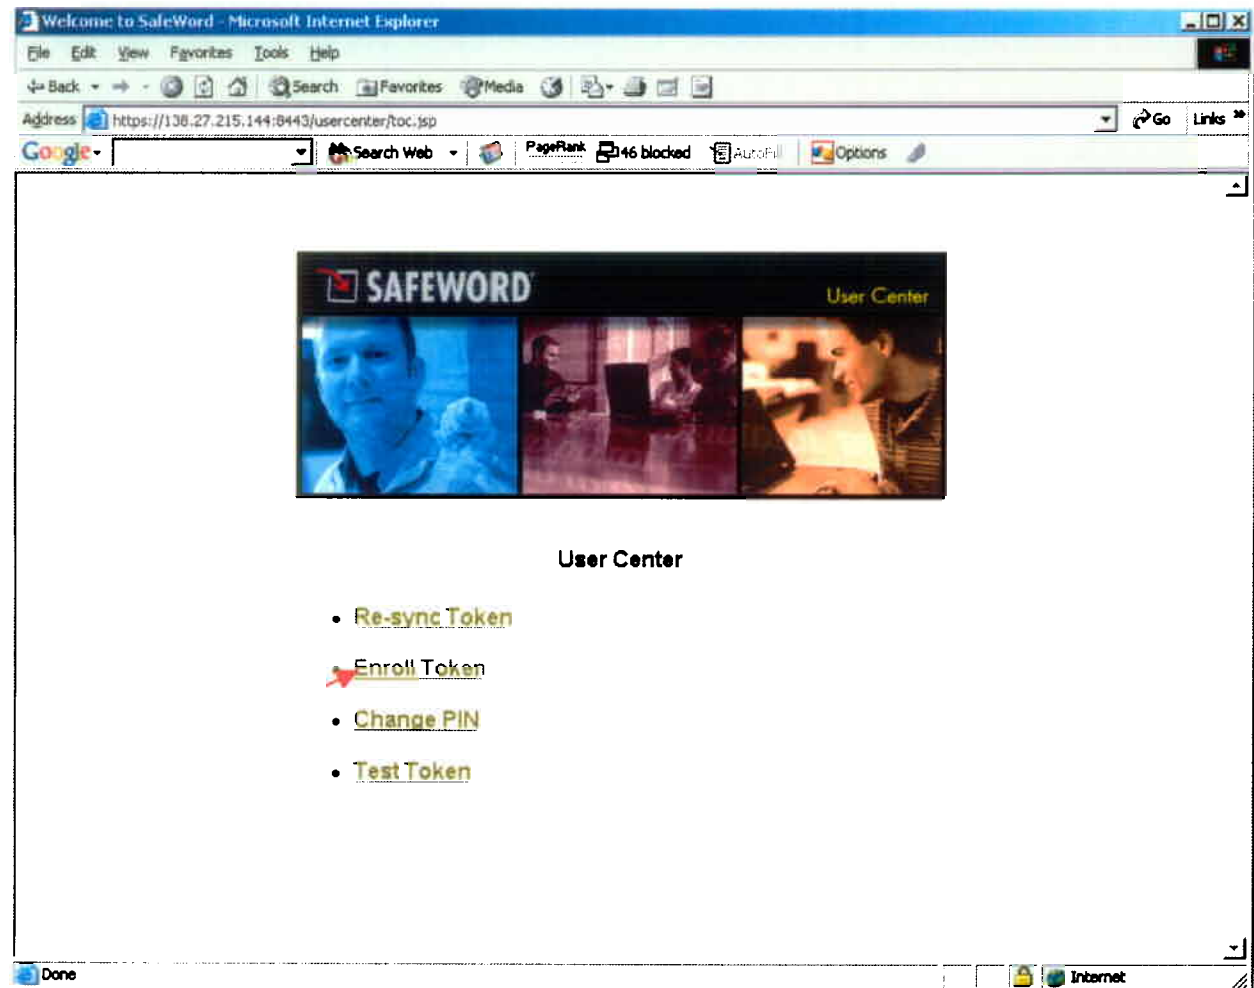 Welcome to SafeWord - Microsoft Internet Explorer
File Edit View Favorites Tools Help
Back Search Favorites Media
Address https://138.27.215.144:8443/usercenter/toc.jsp Go Links »
Google Search Web PageRank 146 blocked AutoFill Options
SAFEWORD
User Center
User Center
• Re-sync Token
• Enroll Token
• Change PIN
• Test Token
Done Internet